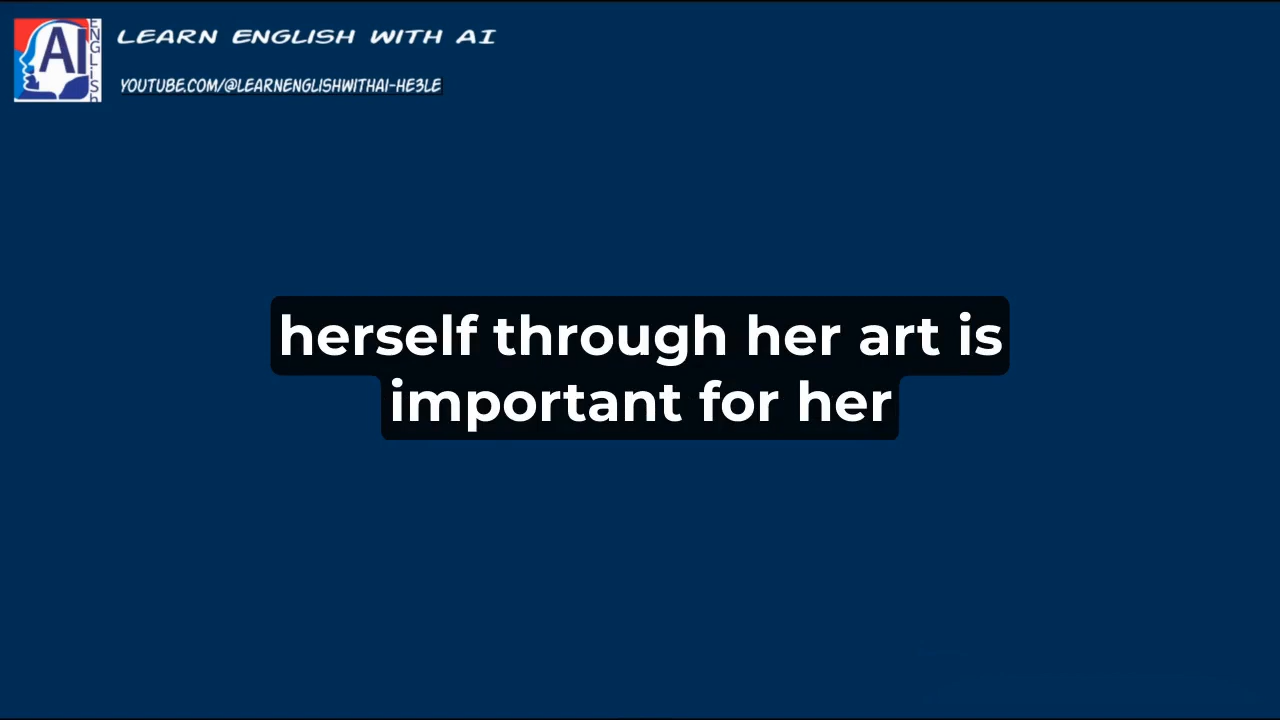 AI
ENGLISH
LEARN ENGLISH WITH AI
YOUTUBE.COM/@LEARNENGLISHWITHAI-HE3LE
herself through her art is
important for her